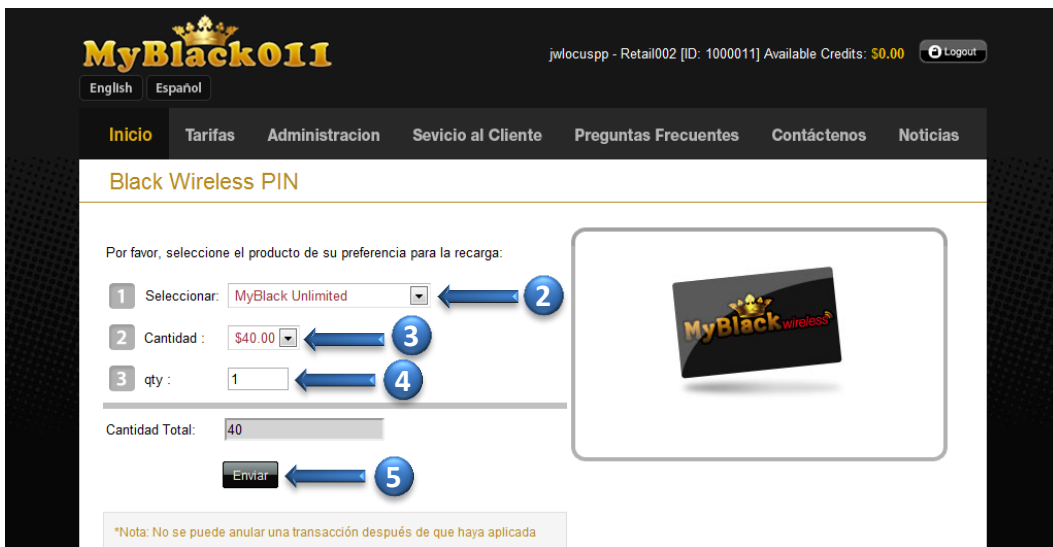 MyBlack011
jwlocuspp - Retail002 [ID: 1000011] Available Credits: $0.00 Logout
English Español
Inicio Tarifas Administracion Sevicio al Cliente Preguntas Frecuentes Contáctenos Noticias
Black Wireless PIN
Por favor, seleccione el producto de su preferencia para la recarga:
1 Seleccionar: MyBlack Unlimited 2
2 Cantidad : $40.00 3
3 qty : 1 4
MyBlack wireless
Cantidad Total: 40
Enviar 5
*Nota: No se puede anular una transacción después de que haya aplicada